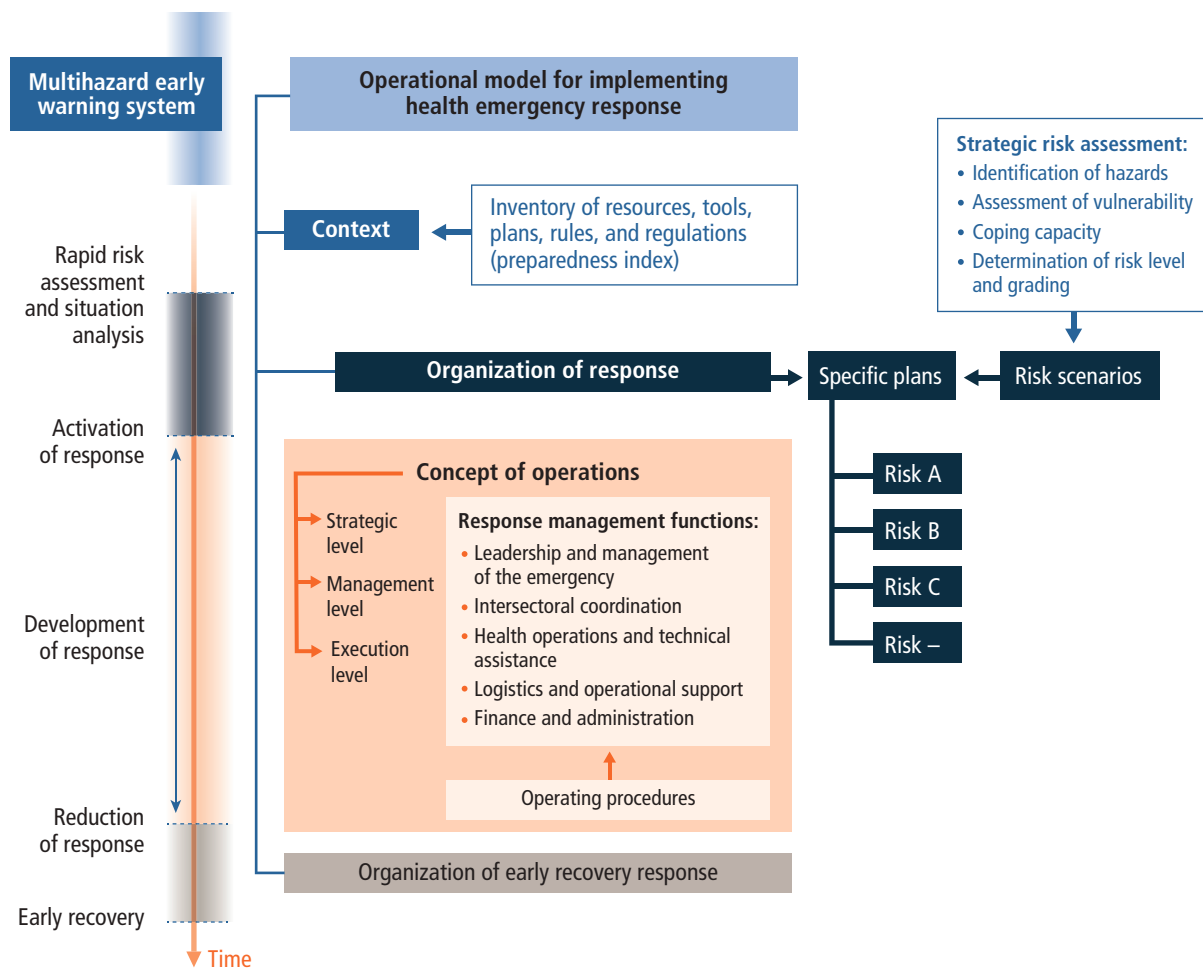 Multihazard early
warning system
Rapid risk
assessment
and situation
analysis
Activation
of response
Development
of response
Reduction
of response
Early recovery
Time
Operational model for implementing
health emergency response
Context
Inventory of resources, tools,
plans, rules, and regulations
(preparedness index)
Strategic risk assessment:
• Identification of hazards
• Assessment of vulnerability
• Coping capacity
• Determination of risk level
and grading
Organization of response
Specific plans
Risk scenarios
Risk A
Risk B
Risk C
Risk –
Concept of operations
Strategic
level
Management
level
Execution
level
Response management functions:
• Leadership and management
of the emergency
• Intersectoral coordination
• Health operations and technical
assistance
• Logistics and operational support
• Finance and administration
Operating procedures
Organization of early recovery response